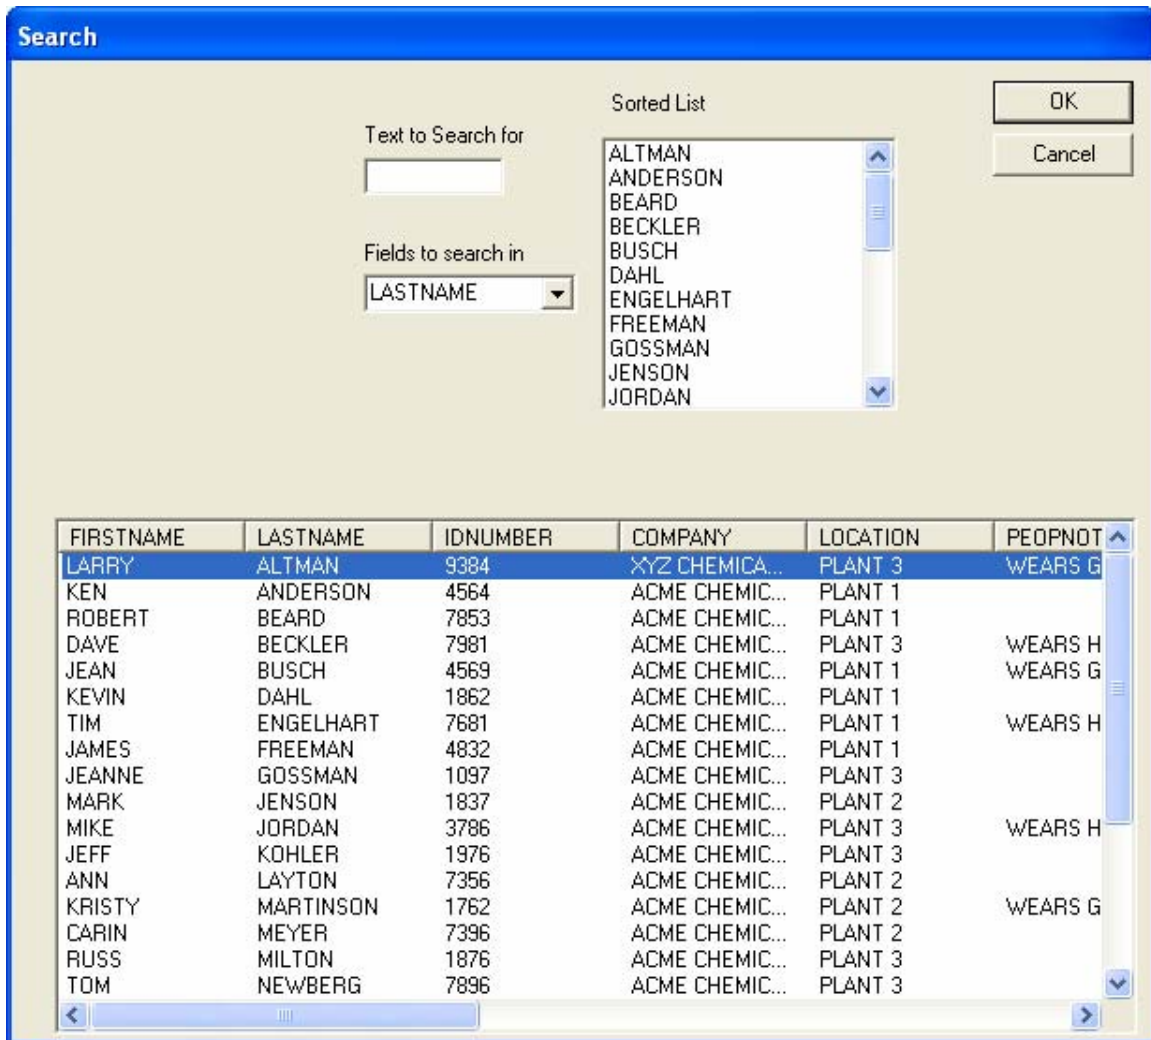 Search
Sorted List
OK
Text to Search for
Cancel
ALTMAN
ANDERSON
BEARD
BECKLER
BUSCH
DAHL
ENGELHART
FREEMAN
GOSSMAN
JENSON
JORDAN
Fields to search in
LASTNAME
FIRSTNAME LASTNAME IDNUMBER COMPANY LOCATION PEOPNOT
LARRY ALTMAN 9384 XYZ CHEMICA... PLANT 3 WEARS G
KEN ANDERSON 4564 ACME CHEMIC... PLANT 1
ROBERT BEARD 7853 ACME CHEMIC... PLANT 1
DAVE BECKLER 7981 ACME CHEMIC... PLANT 3 WEARS H
JEAN BUSCH 4569 ACME CHEMIC... PLANT 1 WEARS G
KEVIN DAHL 1862 ACME CHEMIC... PLANT 1
TIM ENGELHART 7681 ACME CHEMIC... PLANT 1 WEARS H
JAMES FREEMAN 4832 ACME CHEMIC... PLANT 1
JEANNE GOSSMAN 1097 ACME CHEMIC... PLANT 3
MARK JENSON 1837 ACME CHEMIC... PLANT 2
MIKE JORDAN 3786 ACME CHEMIC... PLANT 3 WEARS H
JEFF KOHLER 1976 ACME CHEMIC... PLANT 3
ANN LAYTON 7356 ACME CHEMIC... PLANT 2
KRISTY MARTINSON 1762 ACME CHEMIC... PLANT 2 WEARS G
CARIN MEYER 7396 ACME CHEMIC... PLANT 2
RUSS MILTON 1876 ACME CHEMIC... PLANT 3
TOM NEWBERG 7896 ACME CHEMIC... PLANT 3